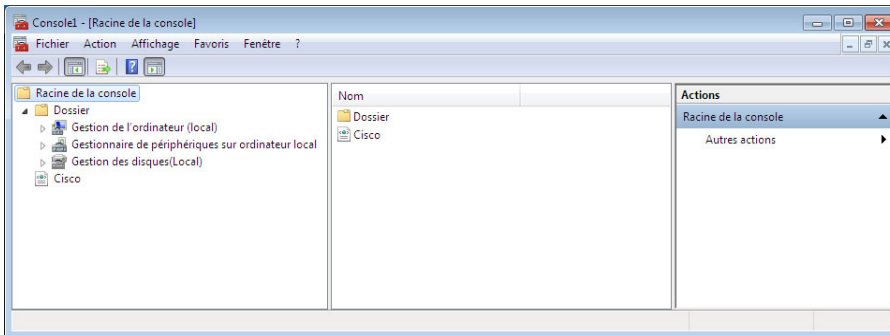 Console1 - [Racine de la console]
Fichier Action Affichage Favoris Fenêtre ?
Racine de la console
Dossier
Gestion de l'ordinateur (local)
Gestionnaire de périphériques sur ordinateur local
Gestion des disques(Local)
Cisco
Nom
Dossier
Cisco
Actions
Racine de la console
Autres actions